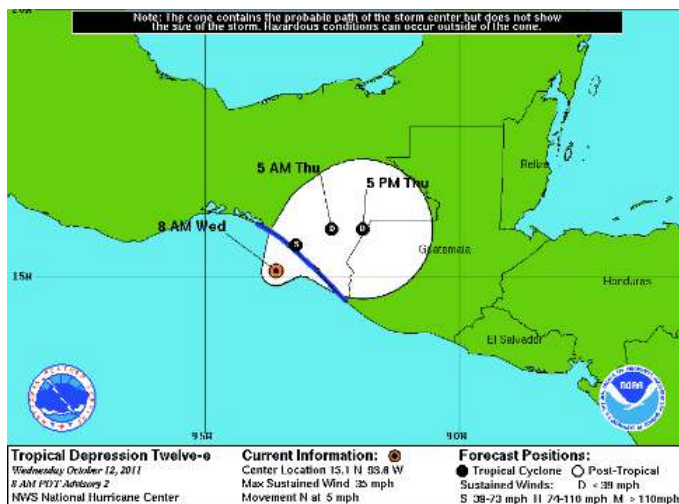 20N
Note: The cone contains the probable path of the storm center but does not show
the size of the storm. Hazardous conditions can occur outside of the cone.
5 AM Thu
5 PM Thu
Belize
8 AM Wed
D
D
S
Guatemala
15N
Honduras
El Salvador
NOAA
95W
90W
Tropical Depression Twelve-e
Wednesday October 12, 2011
8 AM PDT Advisory 2
NWS National Hurricane Center
Current Information:
Center Location 15.1 N 93.6 W
Max Sustained Wind 35 mph
Movement N at 5 mph
Forecast Positions:
Tropical Cyclone Post-Tropical
Sustained Winds: D < 39 mph
S 39-73 mph H 74-110 mph M > 110mph